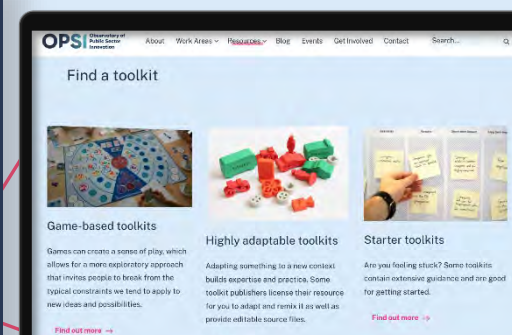 OPSI Observatory of
Public Sector
Innovation
About Work Areas Resources Blog Events Get Involved Contact Search...
Find a toolkit
Game-based toolkits
Games can create a sense of play, which
allows for a more exploratory approach
that invites people to break from the
typical constraints we tend to apply to
new ideas and possibilities.
Find out more →
Highly adaptable toolkits
Adapting something to a new context
builds expertise and practice. Some
toolkit publishers license their resource
for you to adapt and remix it as well as
provide editable source files.
Starter toolkits
Are you feeling stuck? Some toolkits
contain extensive guidance and are good
for getting started.
Find out more →